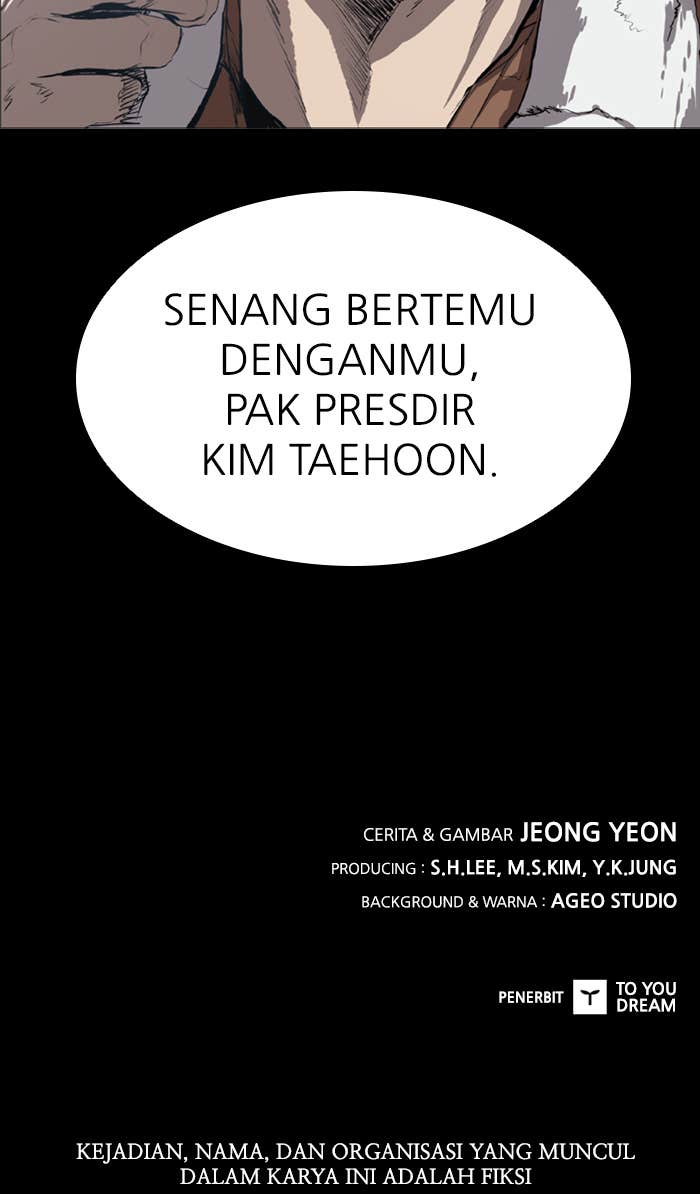 SENANG BERTEMU
DENGANMU,
PAK PRESDIR
KIM TAEHOON.
CERITA & GAMBAR JEONG YEON
PRODUCING : S.H.LEE, M.S.KIM, Y.K.JUNG
BACKGROUND & WARNA : AGEO STUDIO
PENERBIT TO YOU
DREAM
KEJADIAN, NAMA, DAN ORGANISASI YANG MUNCUL
DALAM KARYA INI ADALAH FIKSI